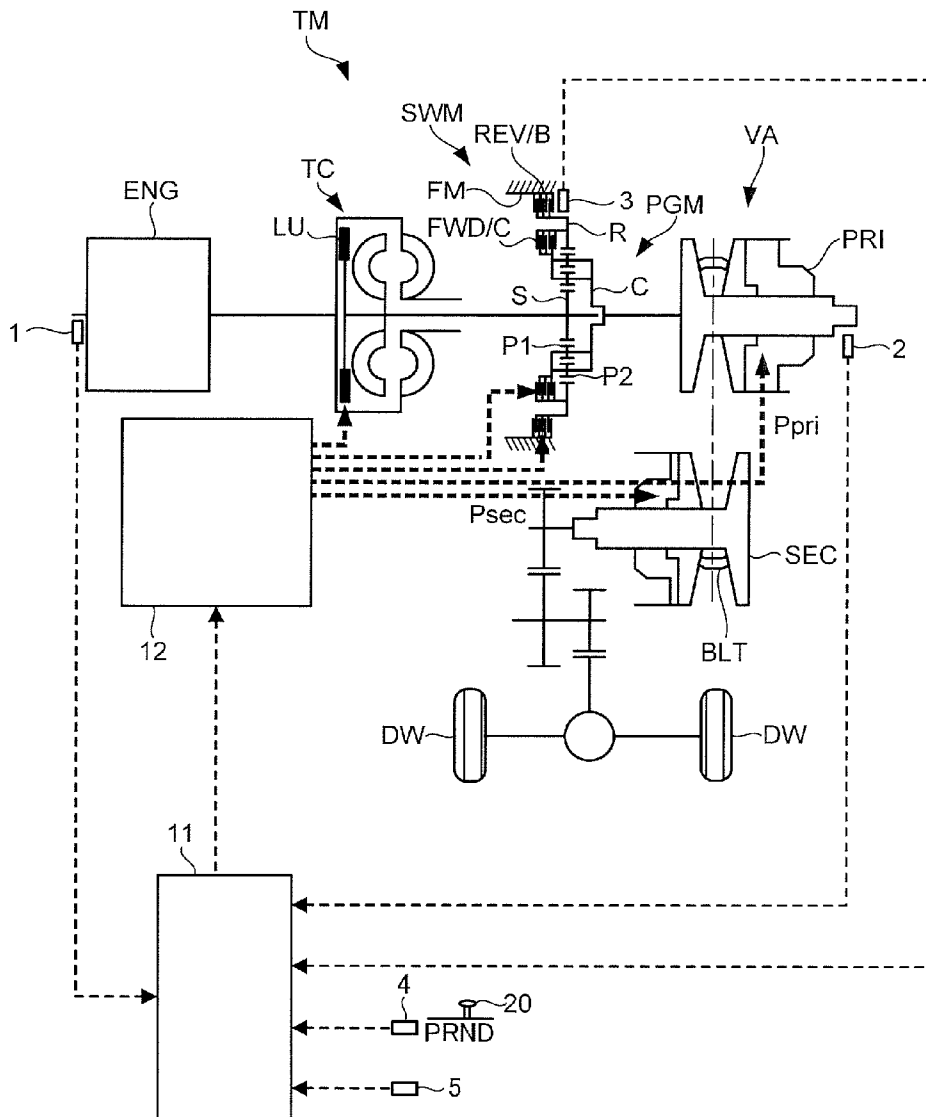 TM
SWM
REV/B
VA
TC
ENG
FM
3
PGM
LU
FWD/C
R
PRI
S
C
1
P1
2
P2
Ppri
Psec
SEC
12
BLT
DW
DW
11
4
20
PRND
5